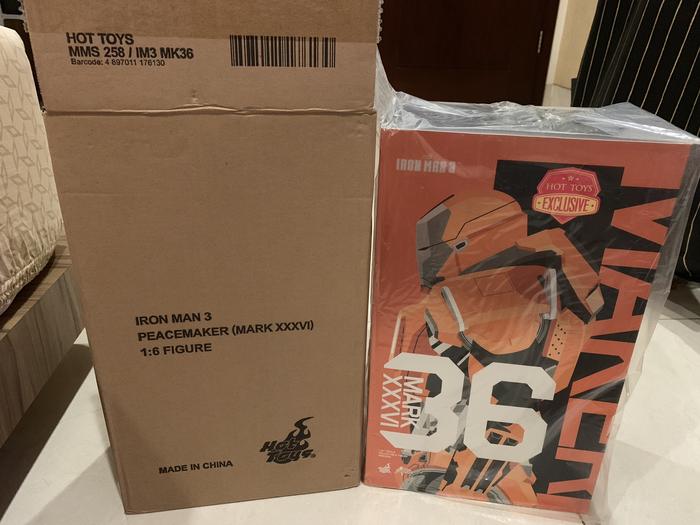 HOT TOYS
MMS 258 / IM3 MK36
Barcode: 4 897011 176130
IRON MAN 3
PEACEMAKER (MARK XXXVI)
1:6 FIGURE
HOT TOYS
MADE IN CHINA
IRON MAN 3
HOT TOYS
EXCLUSIVE
MAKER
36
MARK
XXXVI